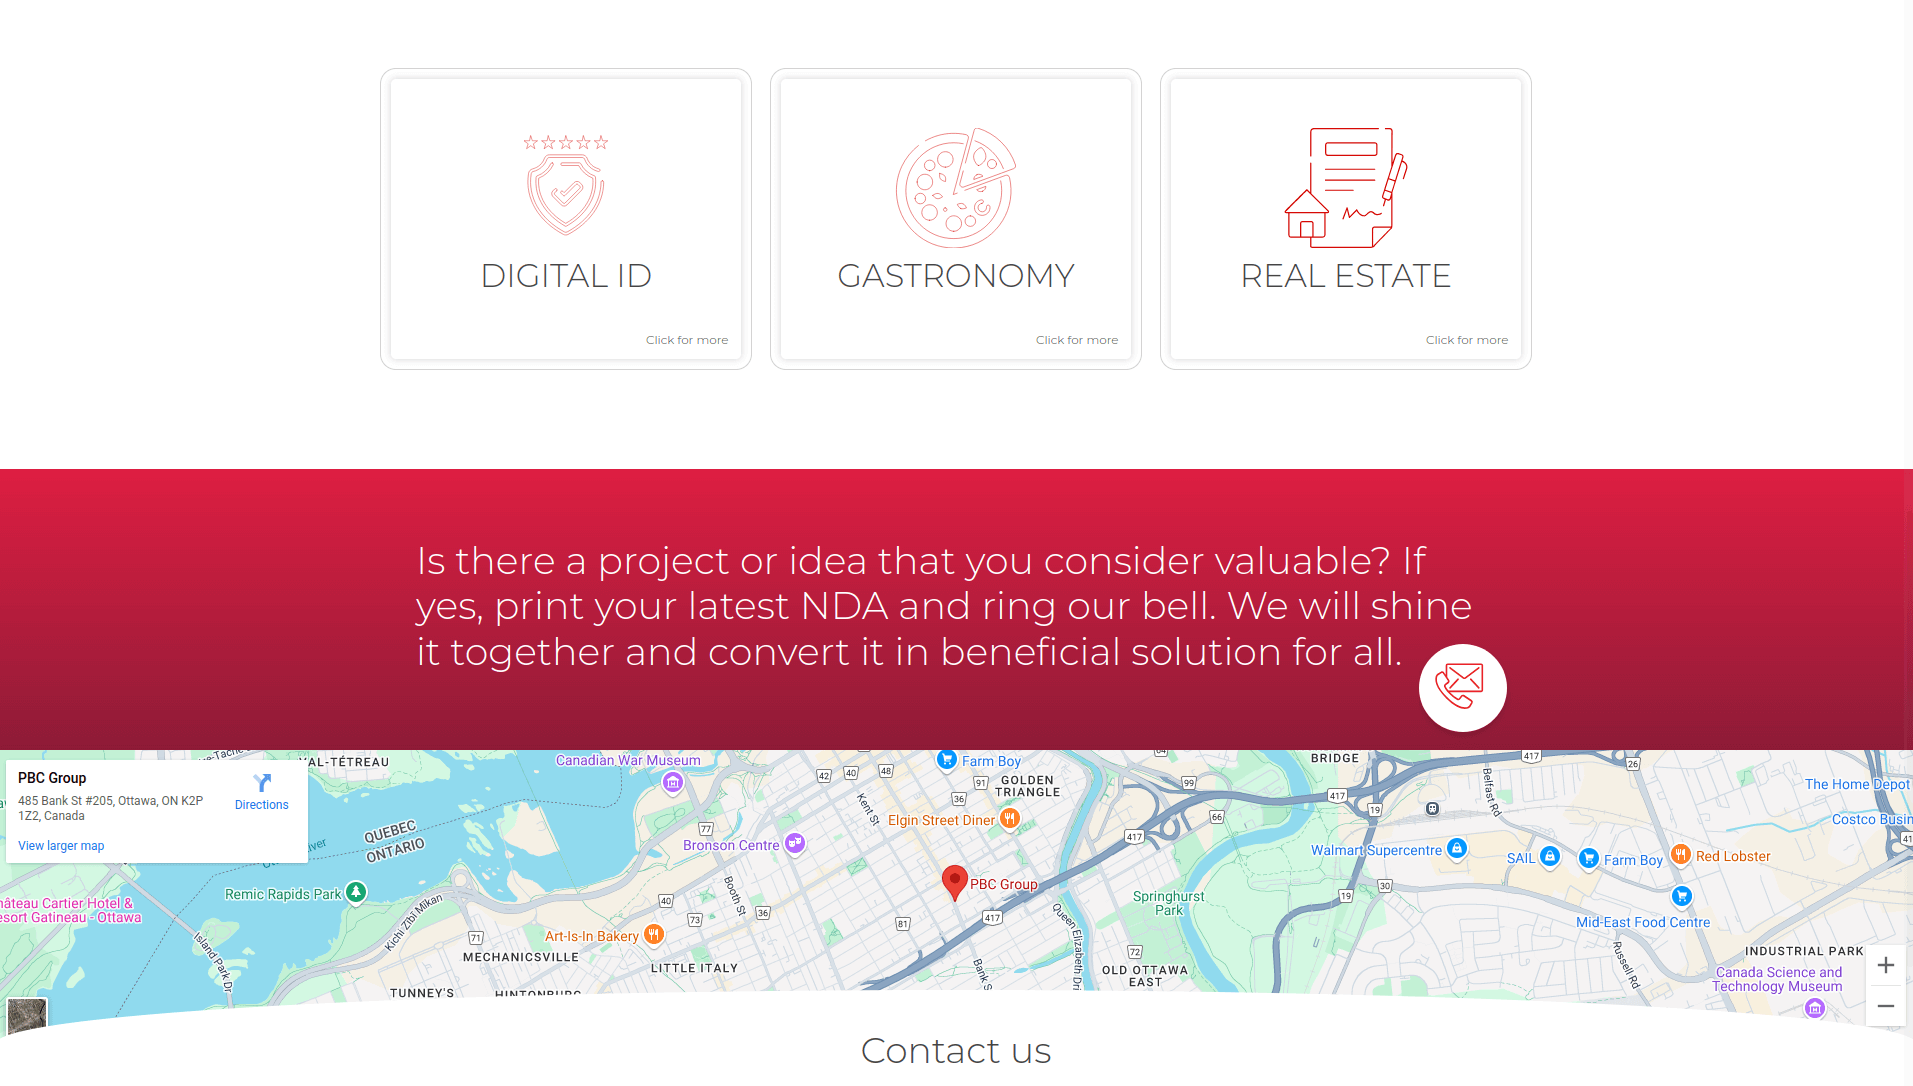 DIGITAL ID
Click for more
GASTRONOMY
Click for more
REAL ESTATE
Click for more
Is there a project or idea that you consider valuable? If
yes, print your latest NDA and ring our bell. We will shine
it together and convert it in beneficial solution for all.
PBC Group
485 Bank St #205, Ottawa, ON K2P
1Z2, Canada
Directions
View larger map
VAL-TÉTREAU
QUEBEC
ONTARIO
Remic Rapids Park
Château Cartier Hotel &
Resort Gatineau - Ottawa
Island Park Dr
Kichi Zibi Mikan
TUNNEY'S
HINTONBURG
71
MECHANICSVILLE
Art-Is-In Bakery
LITTLE ITALY
40
73
36
Booth St
77
Canadian War Museum
Bronson Centre
42
40
48
Kent St
Farm Boy
91
GOLDEN
TRIANGLE
36
Elgin Street Diner
PBC Group
81
417
Bank S
Queen Elizabeth Dri
72
OLD OTTAWA
EAST
Springhurst
Park
417
99
66
417
19
BRIDGE
Belfast Rd
417
26
Walmart Supercentre
SAIL
Farm Boy
Red Lobster
30
19
Mid-East Food Centre
Russell Rd
INDUSTRIAL PARK
Canada Science and
Technology Museum
The Home Depot
Costco Busin
41
Contact us